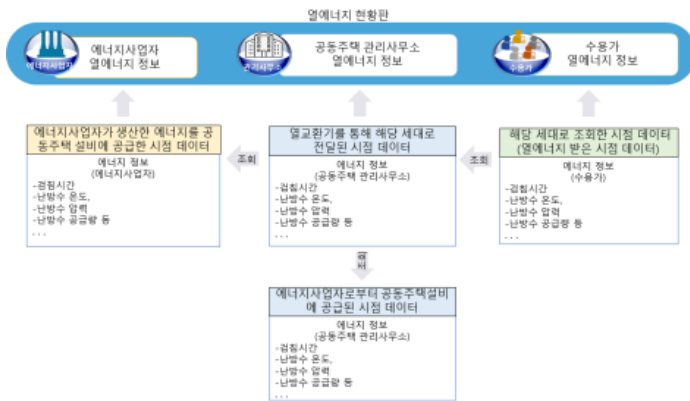 열에너지 현황판
에너지사업자
에너지사업자
열에너지 정보
관리사무소
공동주택 관리사무소
열에너지 정보
수용가
수용가
열에너지 정보
에너지사업자가 생산한 에너지를 공
동주택 설비에 공급한 시점 데이터
에너지 정보
(에너지사업자)
-검침시간
-난방수 온도,
-난방수 압력
-난방수 공급량 등
. . .
조회
열교환기를 통해 해당 세대로
전달된 시점 데이터
에너지 정보
(공동주택 관리사무소)
-검침시간
-난방수 온도,
-난방수 압력
-난방수 공급량 등
. . .
조회
해당 세대로 조회한 시점 데이터
(열에너지 받은 시점 데이터)
에너지 정보
(수용가)
-검침시간
-난방수 온도,
-난방수 압력
-난방수 공급량 등
. . .
에너지사업자로부터 공동주택설비
에 공급된 시점 데이터
에너지 정보
(공동주택 관리사무소)
-검침시간
-난방수 온도,
-난방수 압력
-난방수 공급량 등
. . .